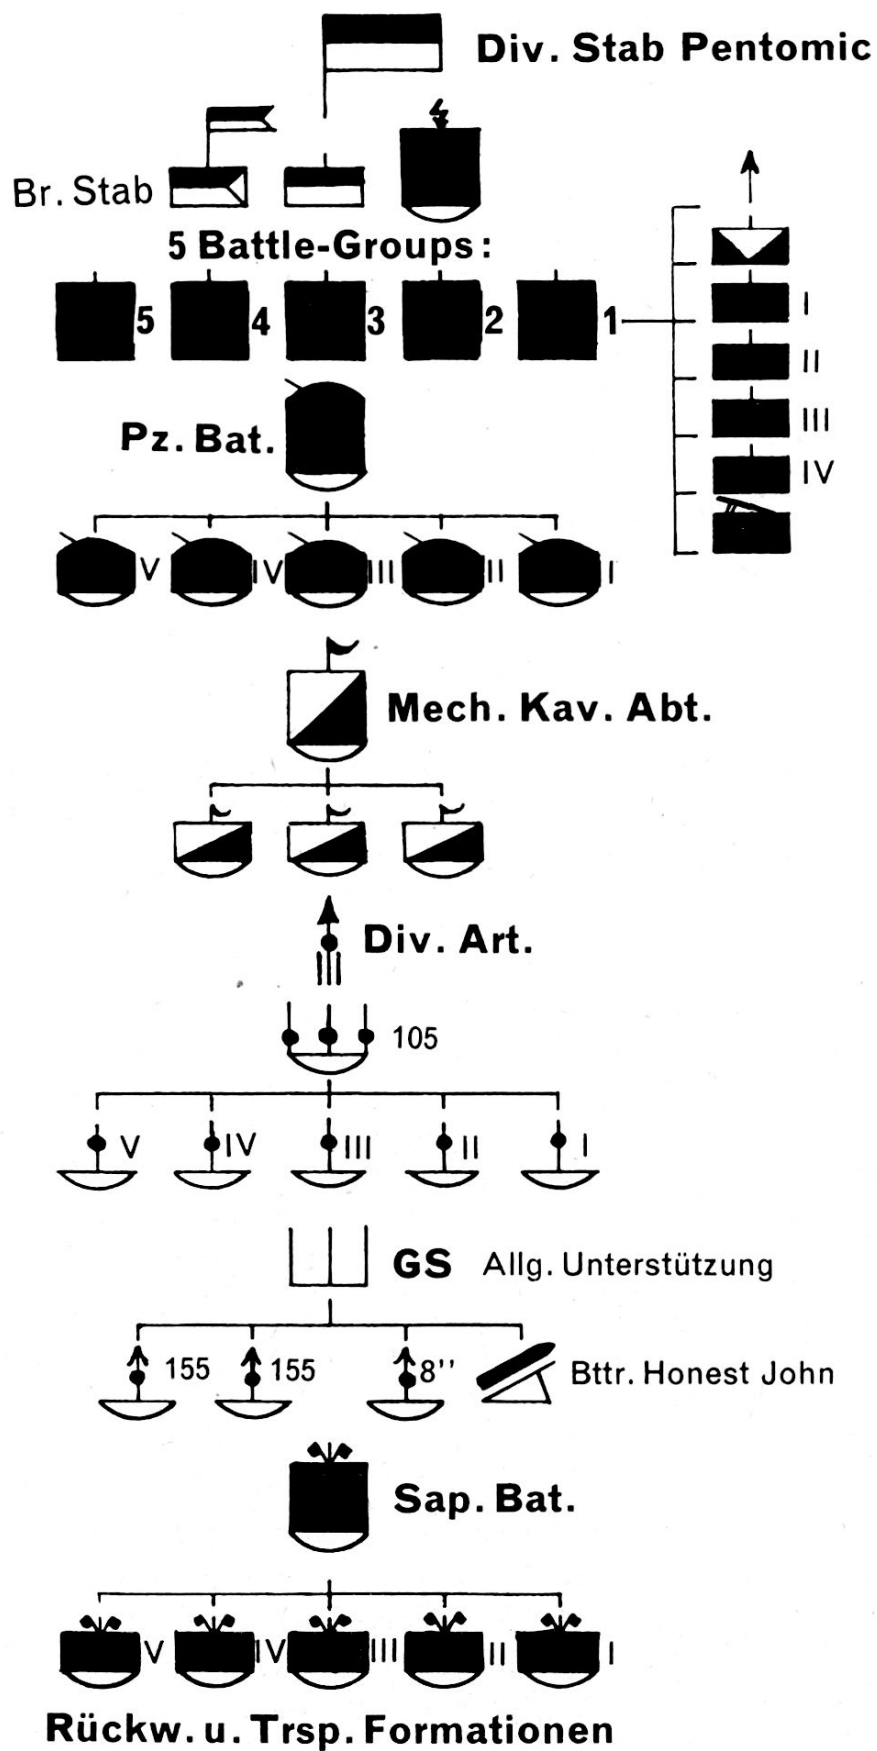 Div. Stab Pentomic
Br. Stab
5 Battle-Groups:
5 4 3 2 1
I
II
III
IV
Pz. Bat.
V IV III II I
Mech. Kav. Abt.
Div. Art.
105
V IV III II I
GS Allg. Unterstützung
155 155 8'' Bttr. Honest John
Sap. Bat.
V IV III II I
Rückw. u. Trsp. Formationen